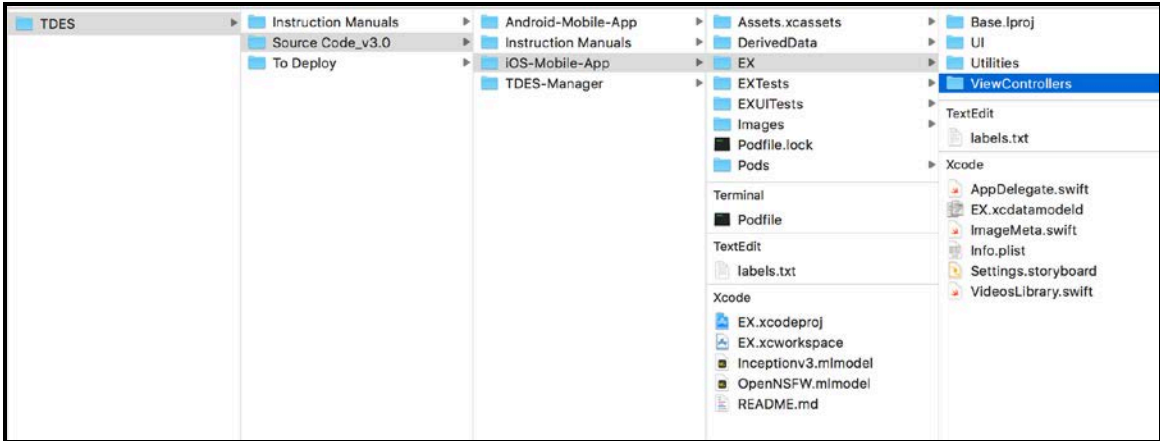 TDES
Instruction Manuals
Source Code_v3.0
To Deploy
Android-Mobile-App
Instruction Manuals
iOS-Mobile-App
TDES-Manager
Assets.xcassets
DerivedData
EX
EXTests
EXUITests
Images
Podfile.lock
Pods
Terminal
Podfile
TextEdit
labels.txt
Xcode
EX.xcodeproj
EX.xcworkspace
Inceptionv3.mlmodel
OpenNSFW.mlmodel
README.md
Base.lproj
UI
Utilities
ViewControllers
TextEdit
labels.txt
Xcode
AppDelegate.swift
EX.xcdatamodeld
ImageMeta.swift
Info.plist
Settings.storyboard
VideosLibrary.swift